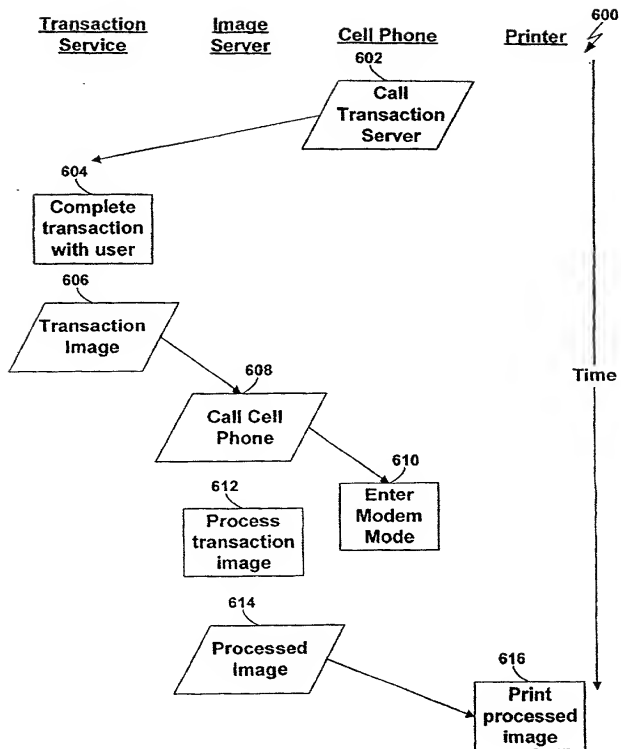 Transaction
Service
Image
Server
Cell Phone
Printer
600
602
Call
Transaction
Server
604
Complete
transaction
with user
606
Transaction
Image
608
Call Cell
Phone
610
Enter
Modem
Mode
612
Process
transaction
image
Time
614
Processed
Image
616
Print
processed
image